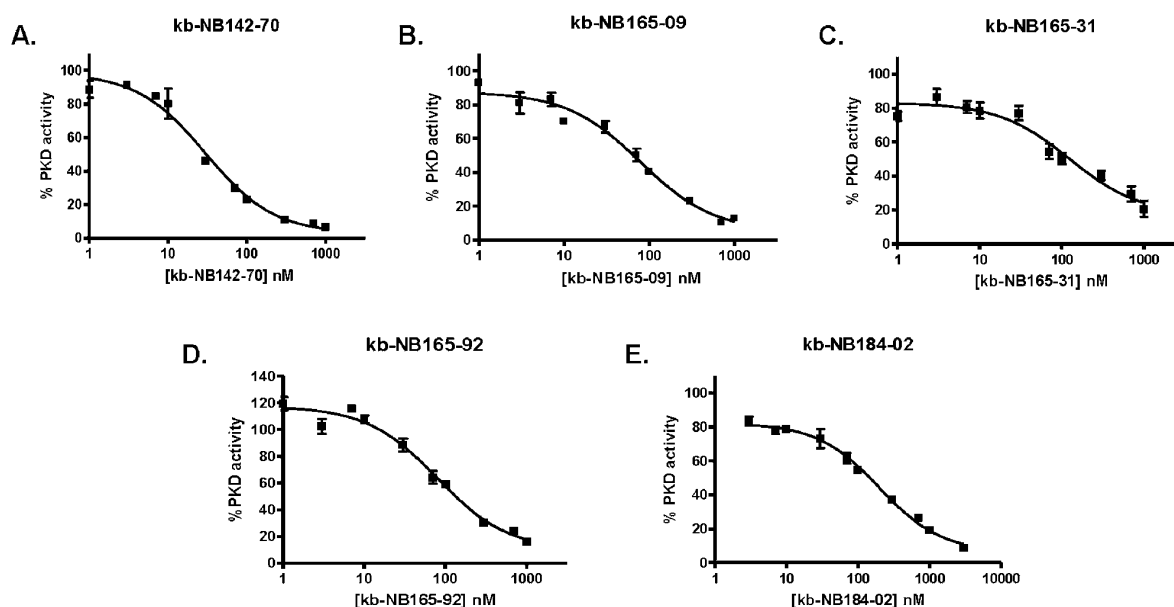 A.
kb-NB142-70
% PKD activity
100
80
60
40
20
0
1
10
100
1000
[kb-NB142-70] nM
B.
kb-NB165-09
% PKD activity
100
80
60
40
20
0
1
10
100
1000
[kb-NB165-09] nM
C.
kb-NB165-31
% PKD activity
100
80
60
40
20
0
1
10
100
1000
[kb-NB165-31] nM
D.
kb-NB165-92
% PKD activity
140
120
100
80
60
40
20
0
1
10
100
1000
[kb-NB165-92] nM
E.
kb-NB184-02
% PKD activity
100
80
60
40
20
0
1
10
100
1000
10000
[kb-NB184-02] nM